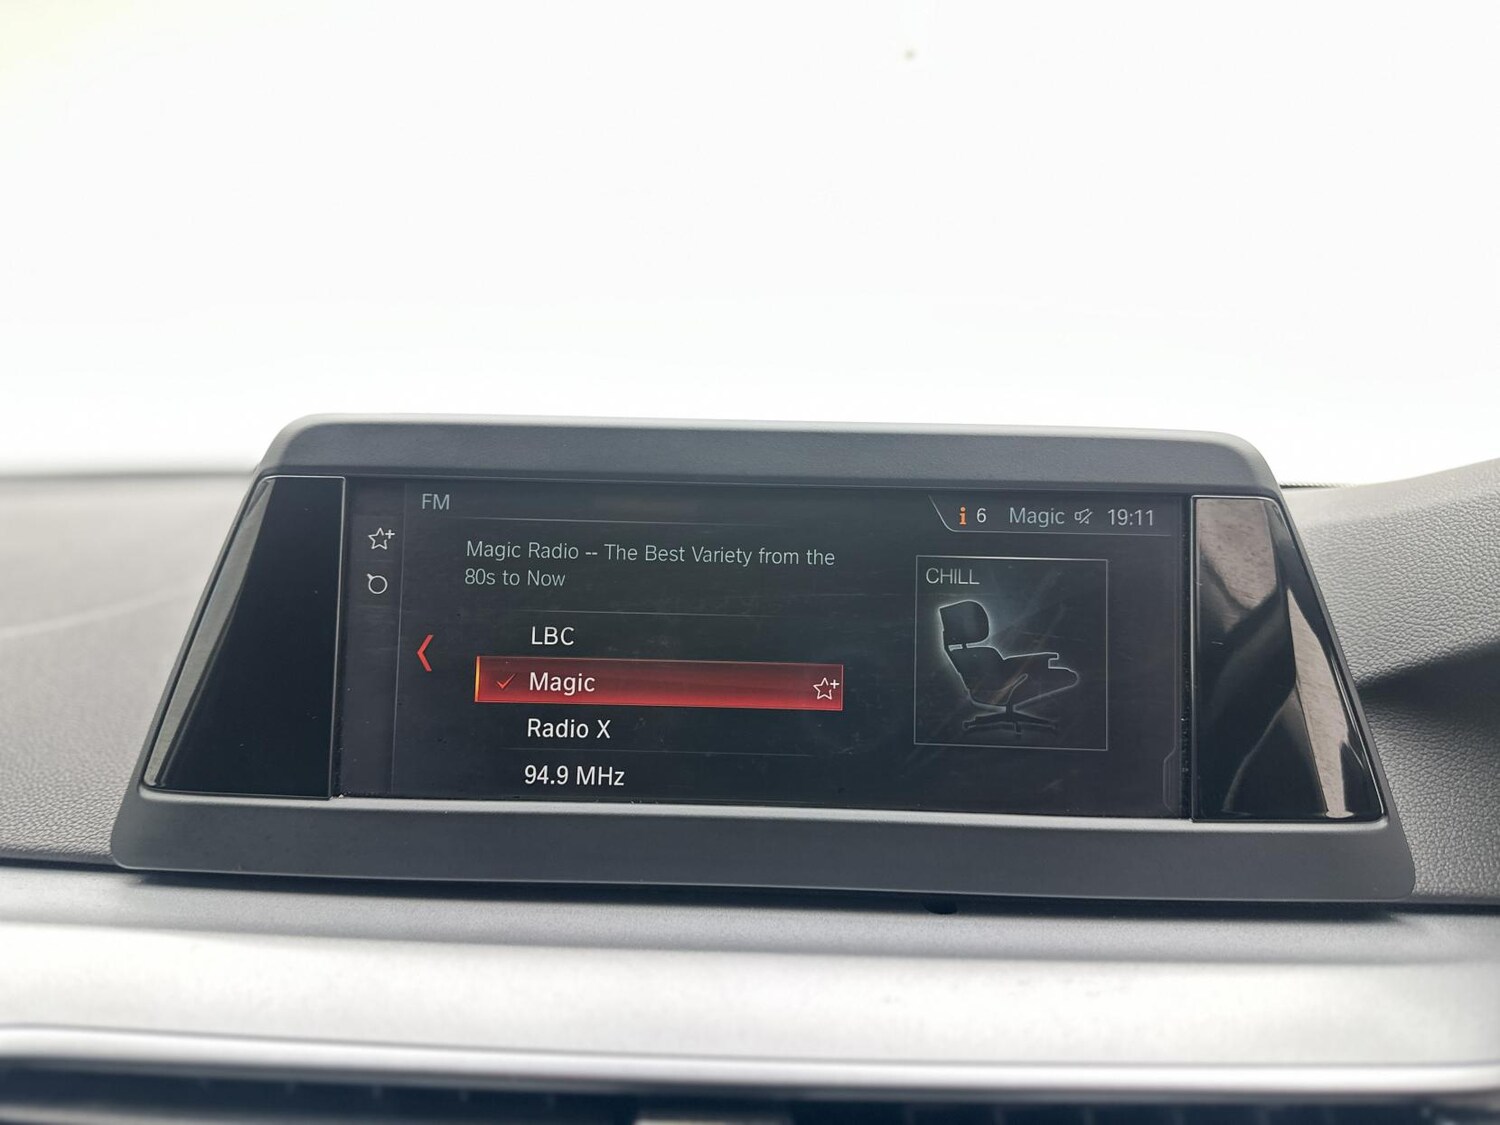 FM
i 6 Magic 19:11
Magic Radio -- The Best Variety from the
80s to Now
CHILL
LBC
Magic
Radio X
94.9 MHz